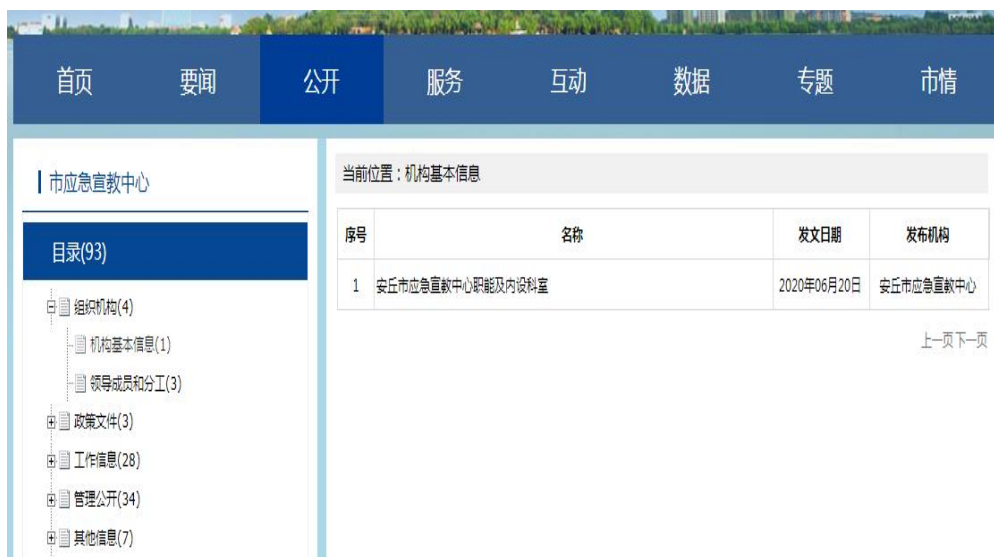 首页 要闻 公开 服务 互动 数据 专题 市情
市应急宣教中心
目录(93)
组织机构(4)
机构基本信息(1)
领导成员和分工(3)
政策文件(3)
工作信息(28)
管理公开(34)
其他信息(7)
当前位置：机构基本信息
序号 名称 发文日期 发布机构
1 安丘市应急宣教中心职能及内设科室 2020年06月20日 安丘市应急宣教中心
上一页下一页